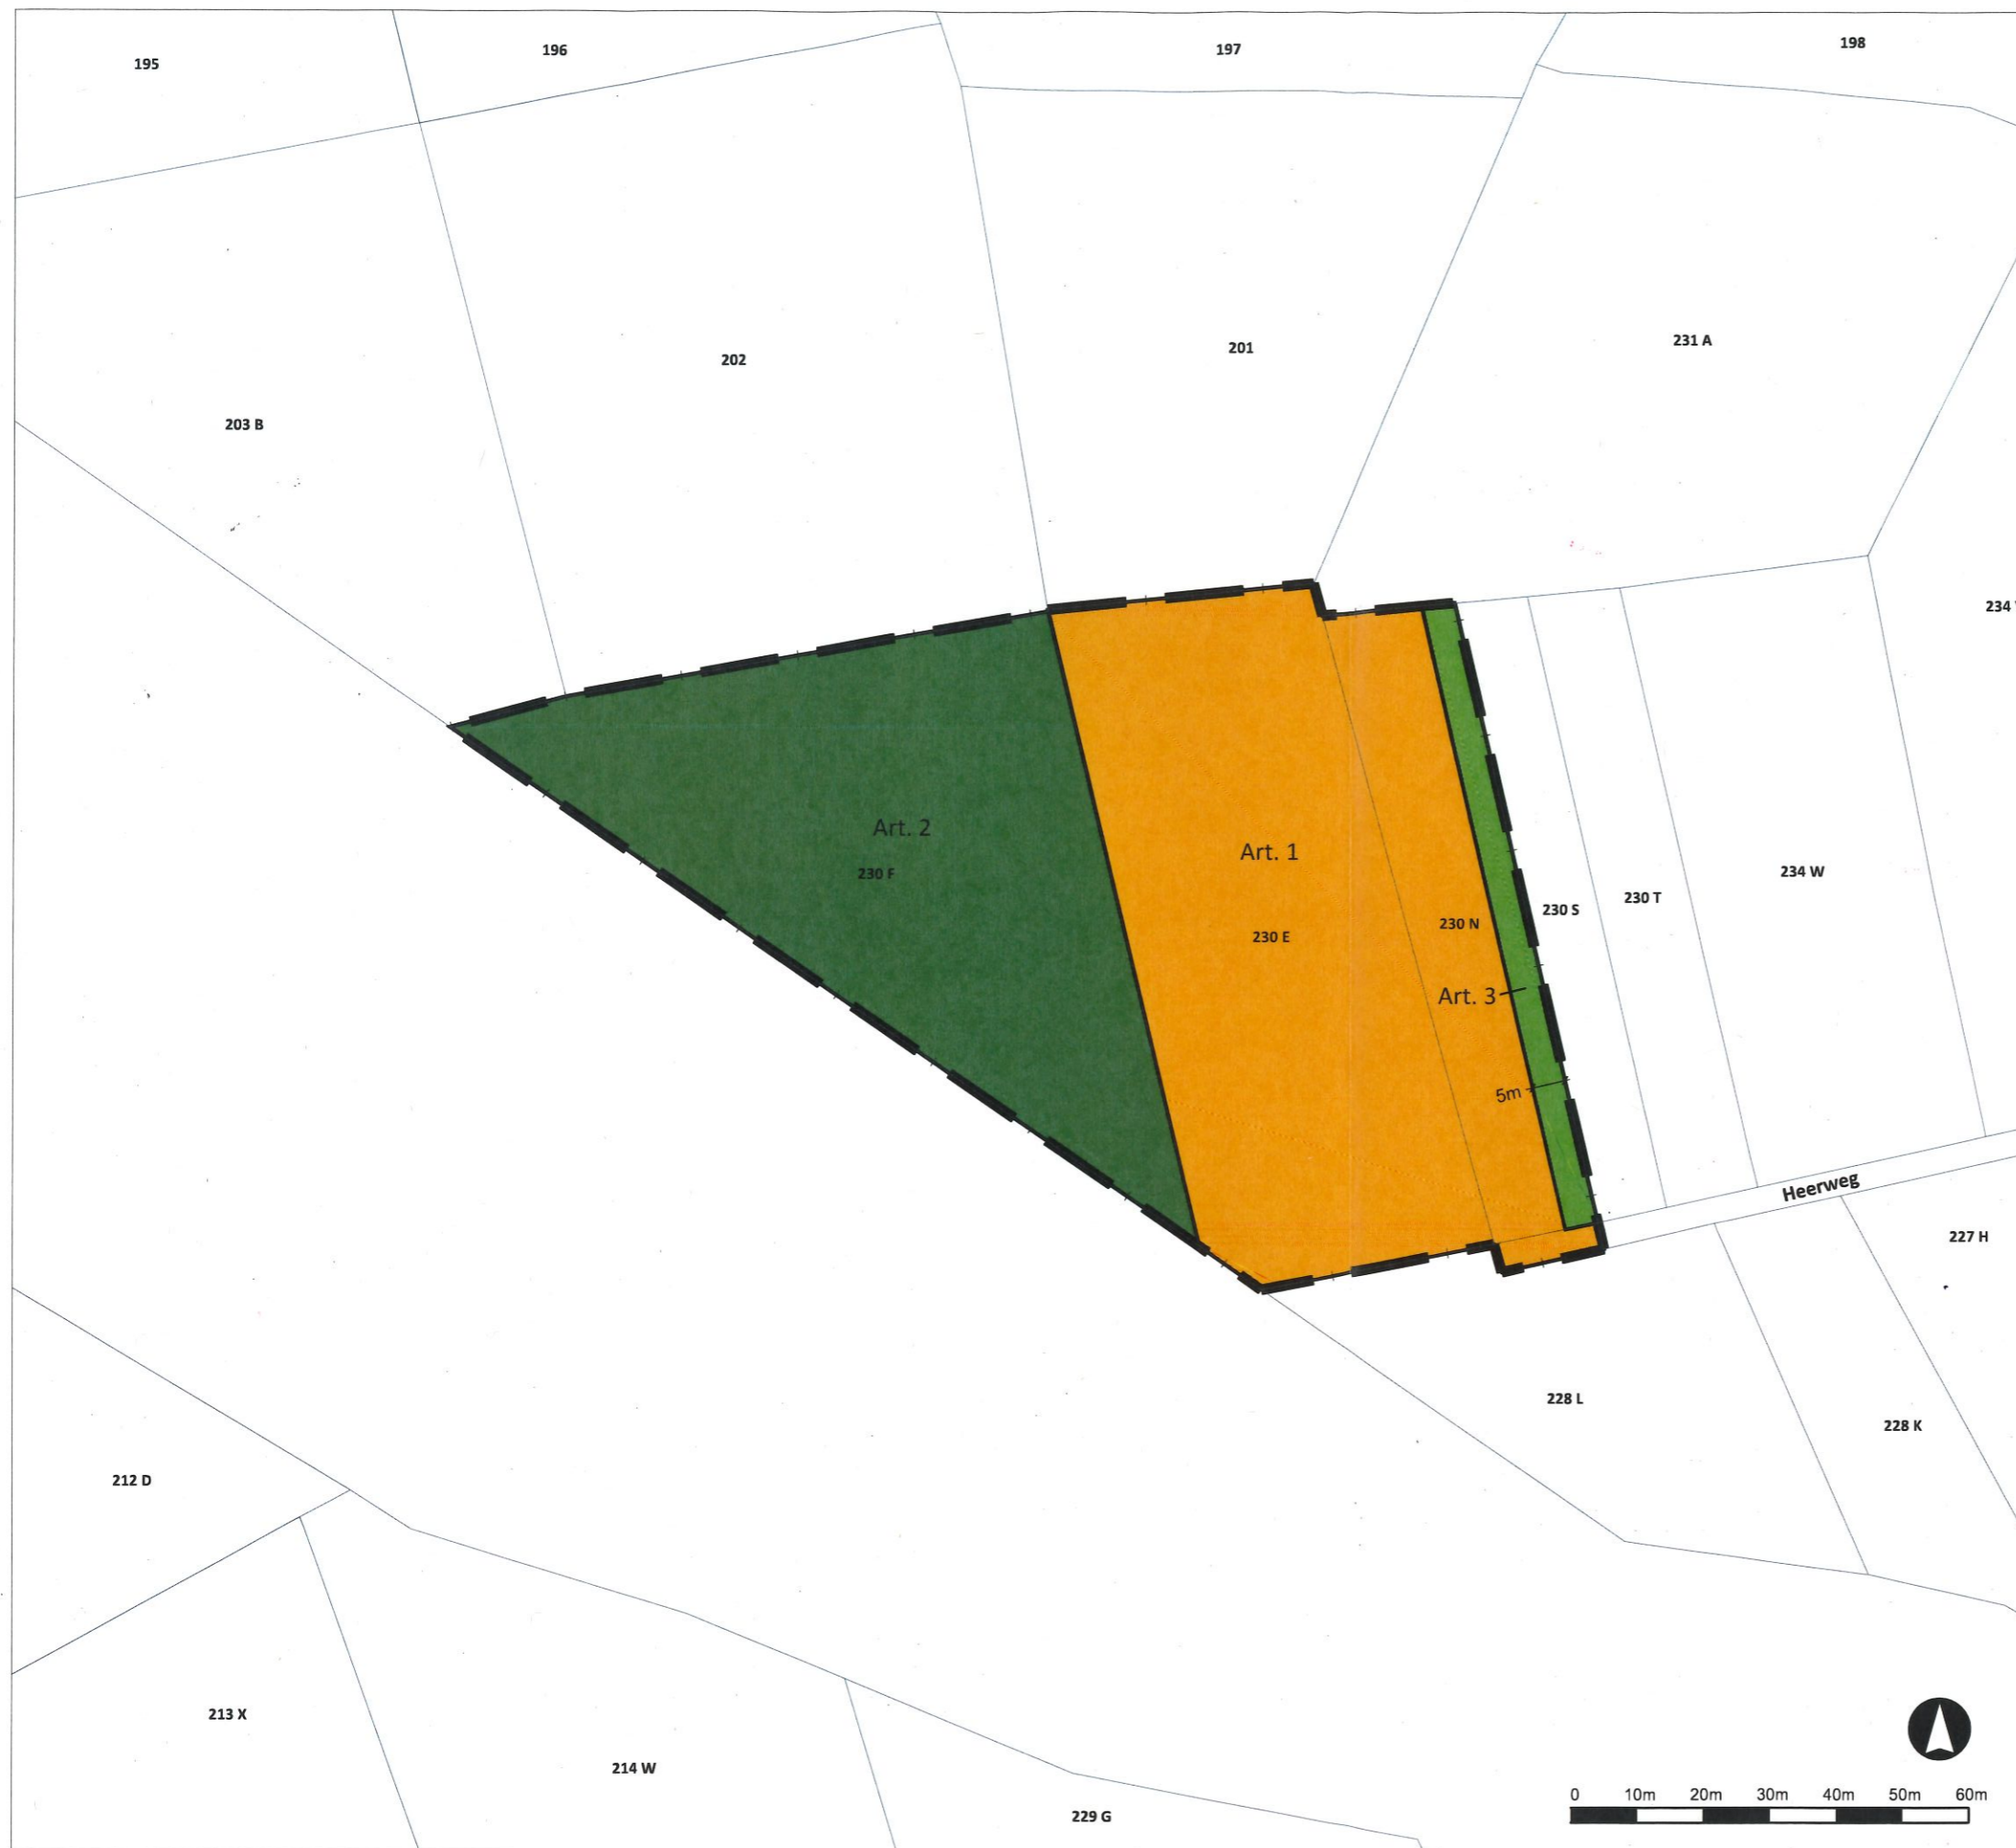 195
196
197
198
202
201
231 A
203 B
234
Art. 2
230 F
Art. 1
230 E
230 N
230 S
230 T
234 W
Art. 3
5m
Heerweg
227 H
228 L
228 K
212 D
213 X
214 W
229 G
0 10m 20m 30m 40m 50m 60m